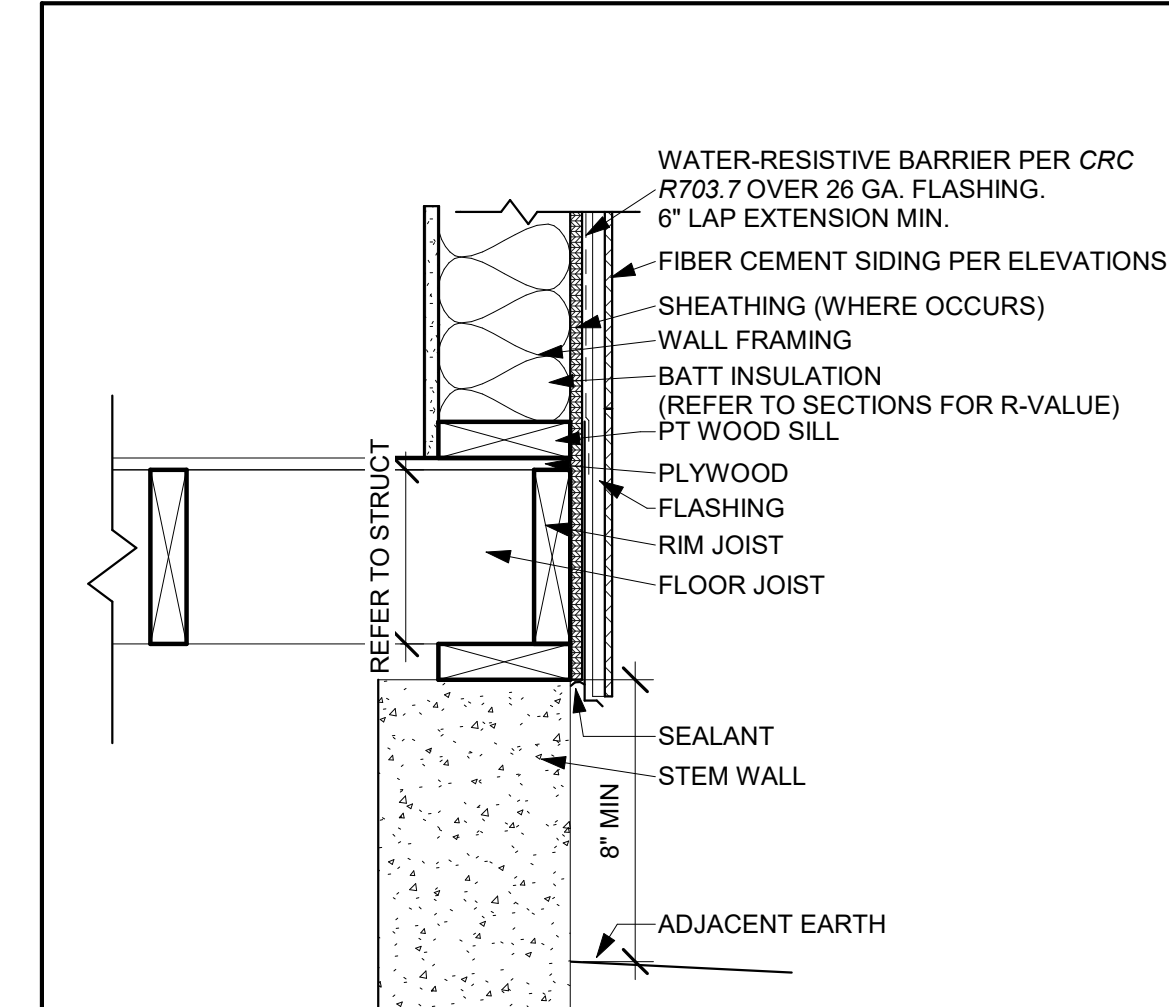 WATER-RESISTIVE BARRIER PER CRC
R703.7 OVER 26 GA. FLASHING.
6" LAP EXTENSION MIN.
FIBER CEMENT SIDING PER ELEVATIONS
SHEATHING (WHERE OCCURS)
WALL FRAMING
BATT INSULATION
(REFER TO SECTIONS FOR R-VALUE)
PT WOOD SILL
PLYWOOD
FLASHING
RIM JOIST
FLOOR JOIST
REFER TO STRUCT
SEALANT
STEM WALL
8" MIN
ADJACENT EARTH